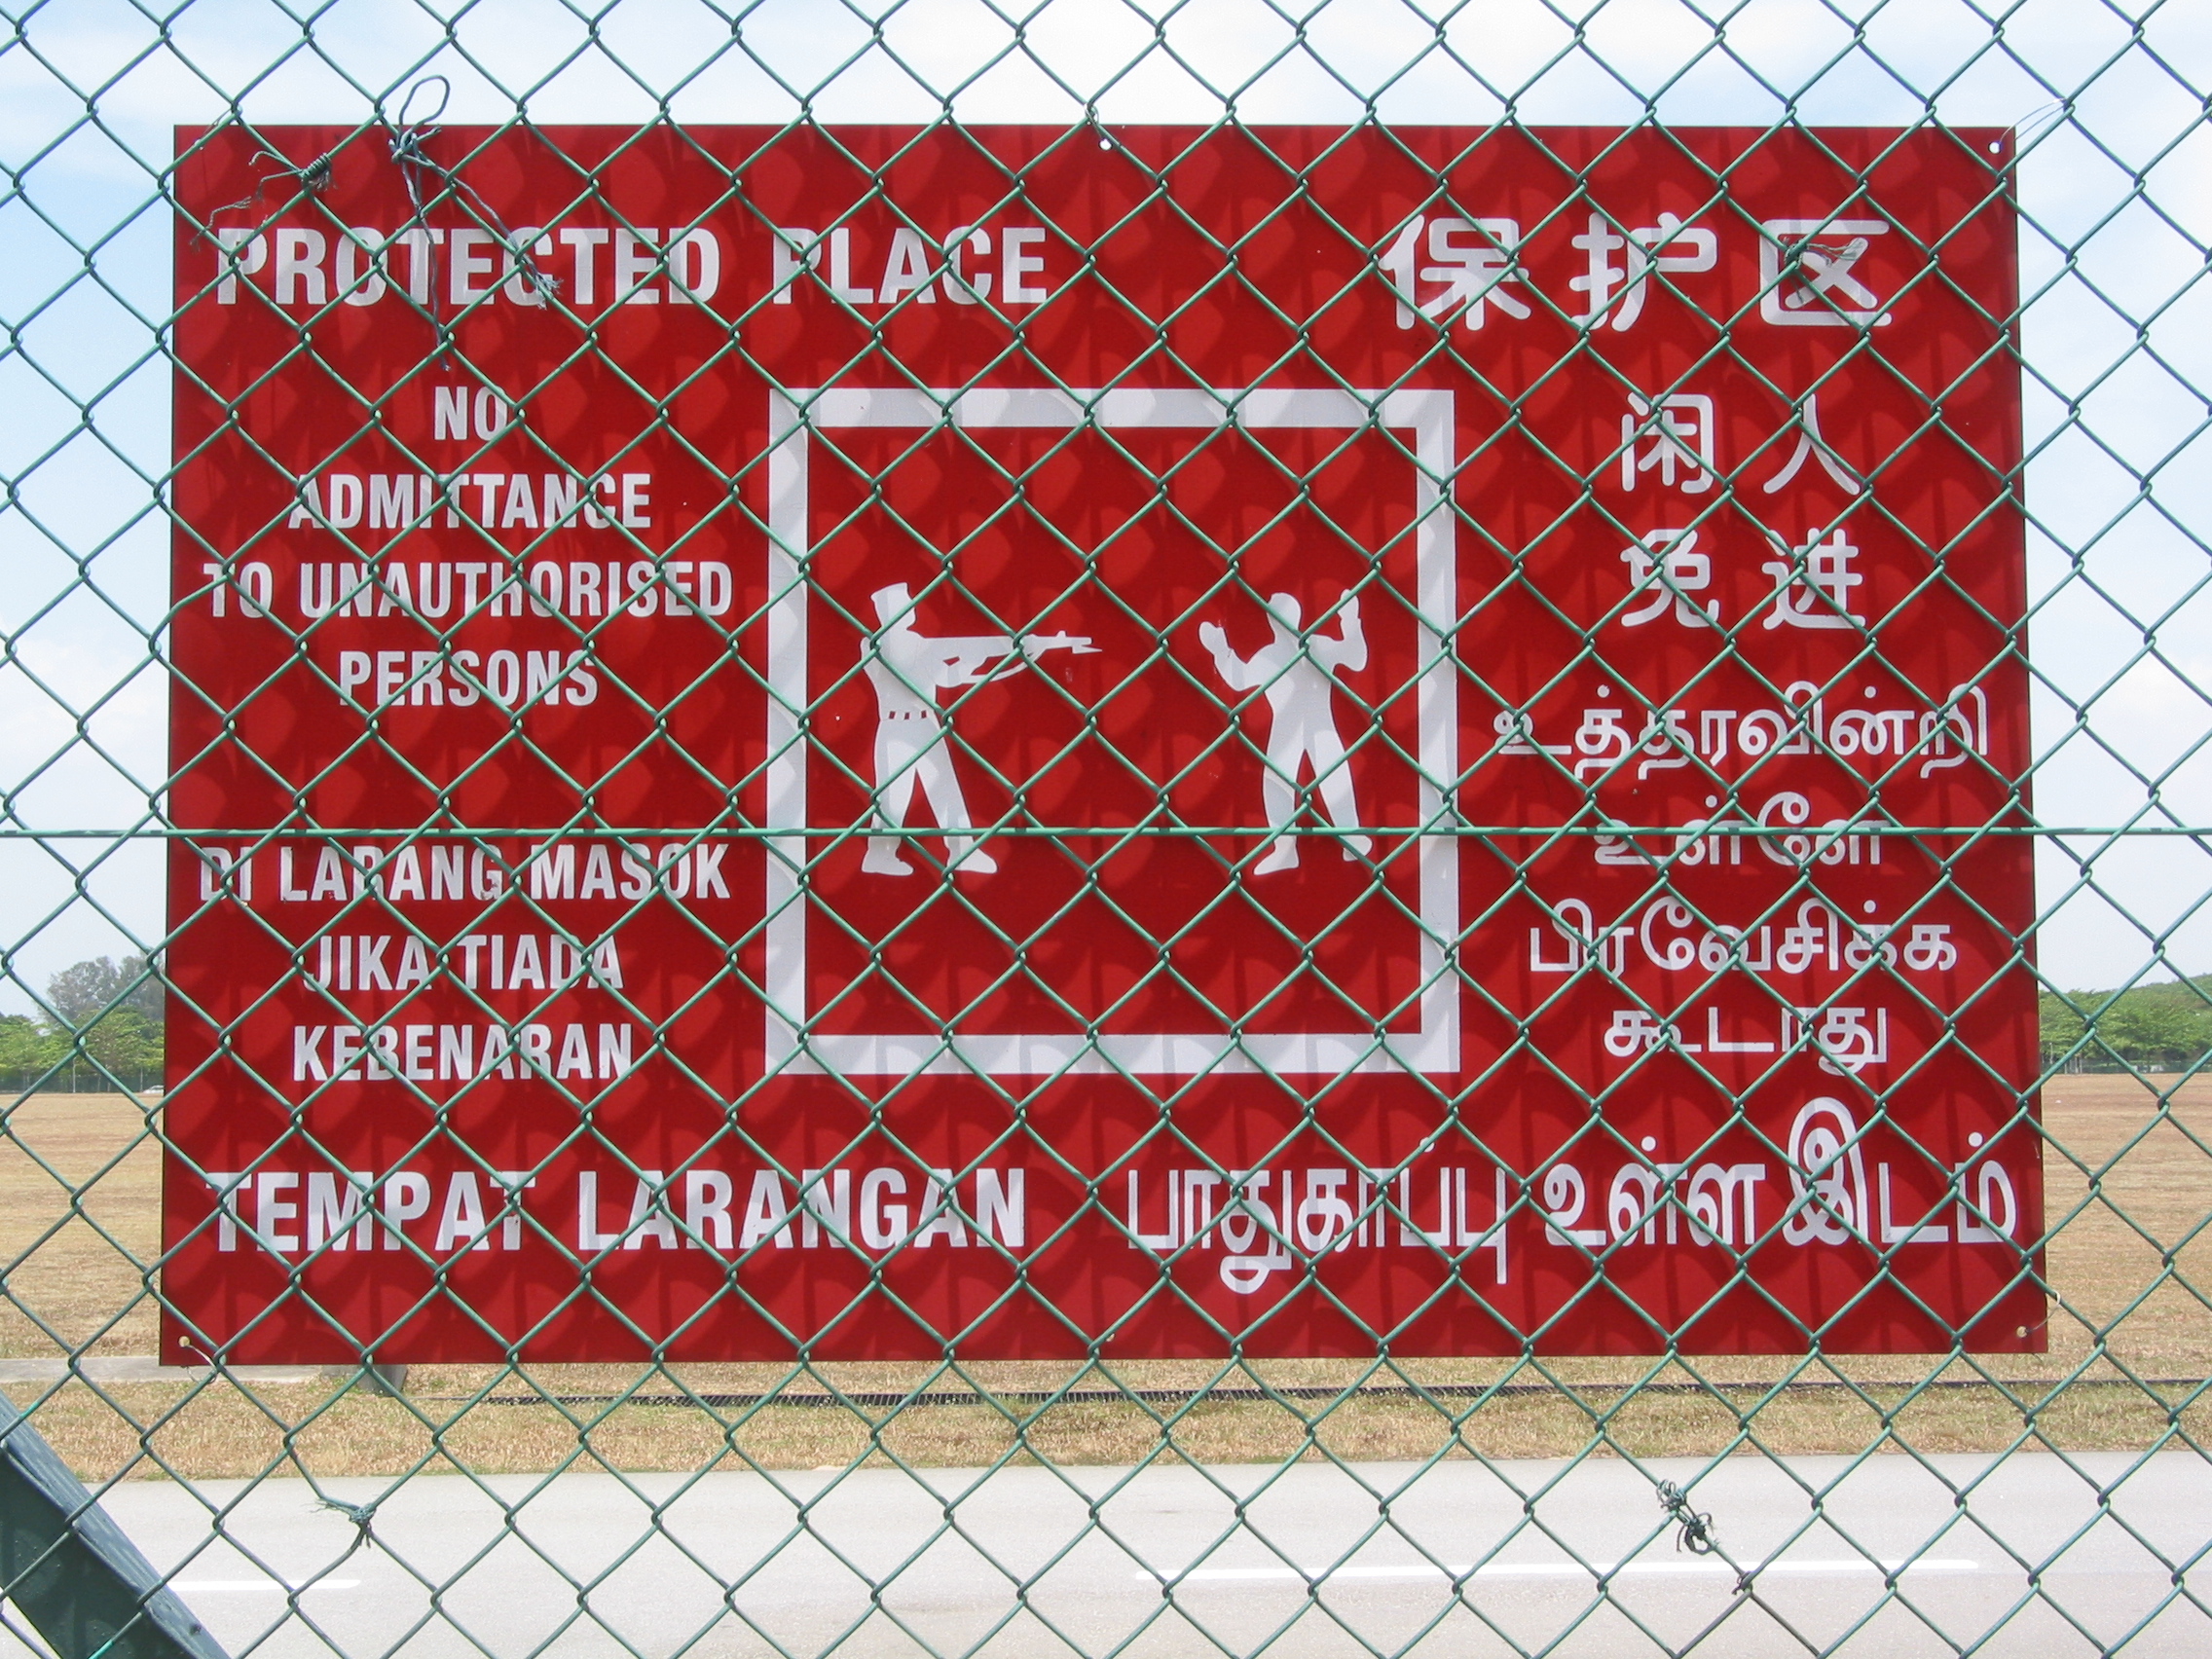 PROTECTED PLACE
保护区
NO
ADMITTANCE
TO UNAUTHORISED
PERSONS
闲人
免进
DI LARANG MASOK
JIKA TIADA
KEBENARAN
உத்தரவின்றி
உள்ளே
பிரவேசிக்க
கூடாது
TEMPAT LARANGAN
பாதுகாப்பு உள்ள இடம்